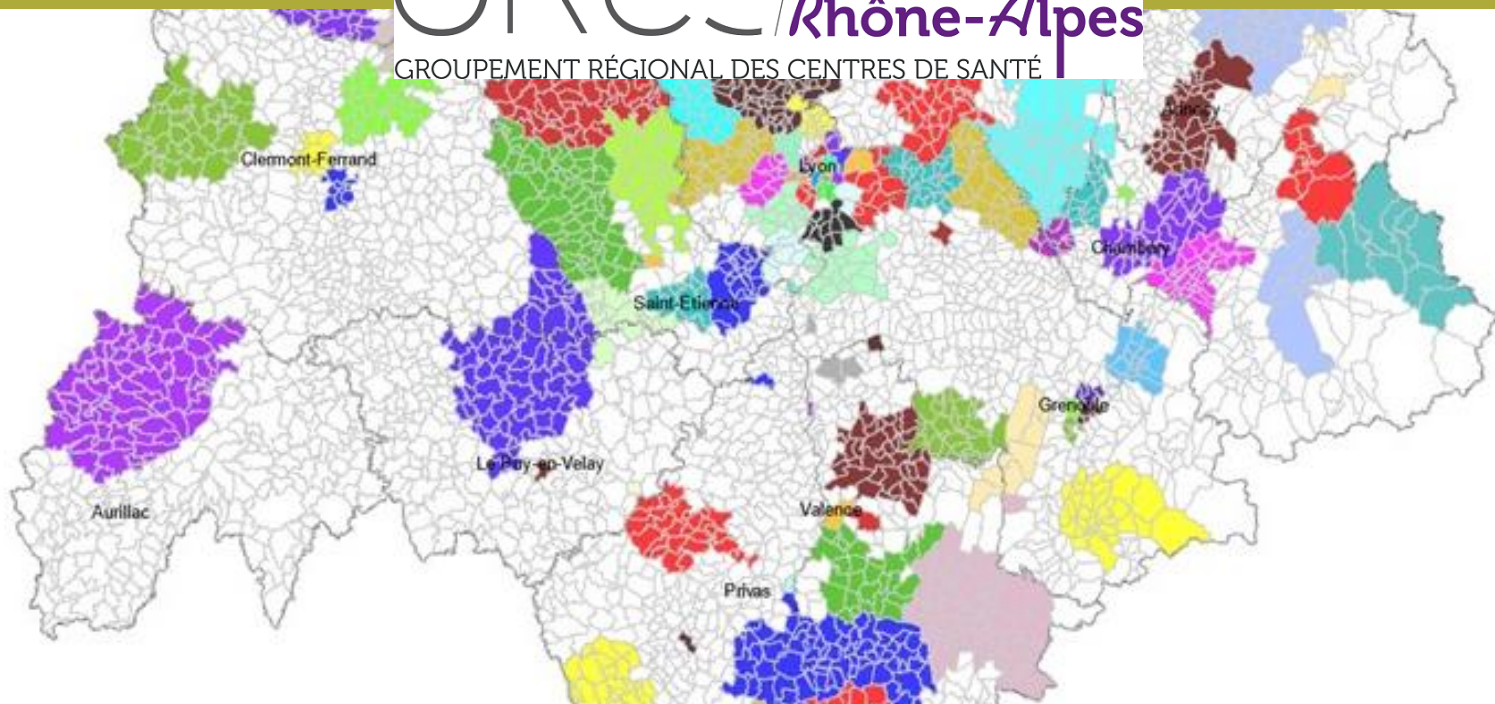 Rhône-Alpes
GROUPEMENT RÉGIONAL DES CENTRES DE SANTÉ
Annecy
Clermont-Ferrand
Lyon
Chambéry
Saint-Etienne
Grenoble
Le Puy-en-Velay
Aurillac
Valence
Privas